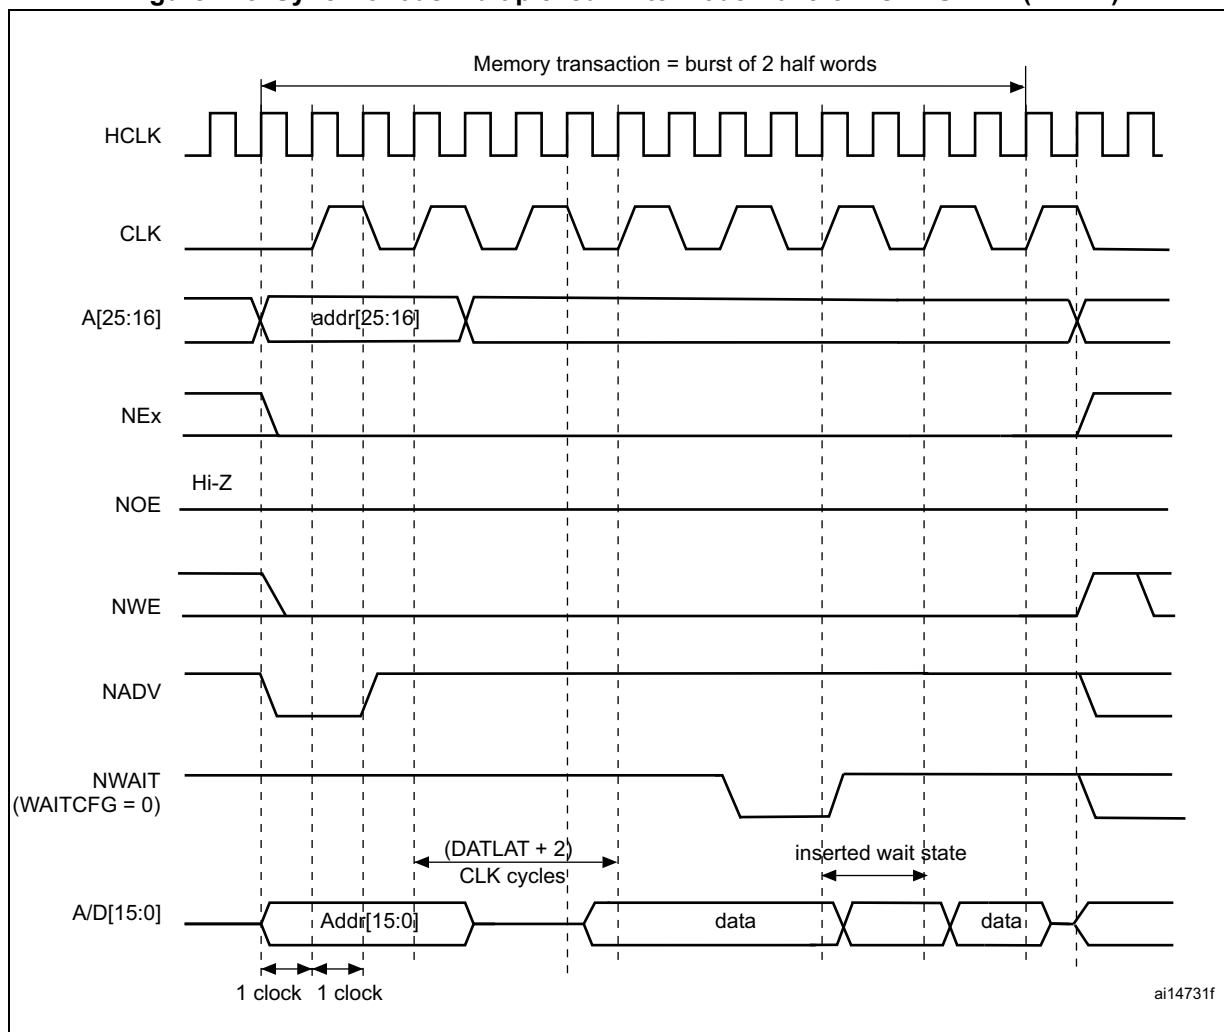 Memory transaction = burst of 2 half words
HCLK
CLK
A[25:16]
addr[25:16]
NEx
Hi-Z
NOE
NWE
NADV
NWAIT
(WAITCFG = 0)
(DATLAT + 2)
CLK cycles
inserted wait state
A/D[15:0]
Addr[15:0]
data
data
1 clock
1 clock
ai14731f